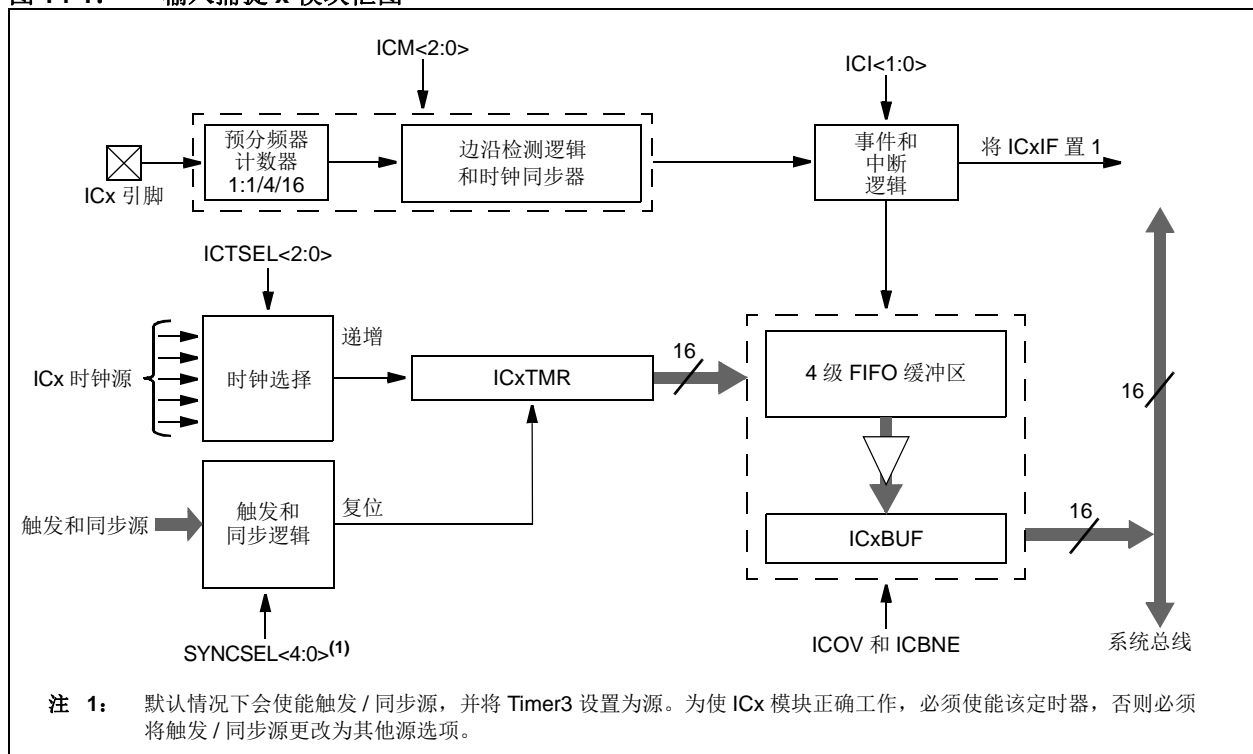 ICM<2:0>
ICI<1:0>
预分频器
计数器
1:1/4/16
边沿检测逻辑
和时钟同步器
事件和
中断
逻辑
将 ICxIF 置 1
ICx 引脚
ICTSEL<2:0>
ICx 时钟源
时钟选择
递增
ICxTMR
16
4 级 FIFO 缓冲区
16
触发和同步源
触发和
同步逻辑
复位
ICxBUF
16
SYNCSEL<4:0>(1)
ICOV 和 ICBNE
系统总线
注 1: 默认情况下会使能触发 / 同步源，并将 Timer3 设置为源。为使 ICx 模块正确工作，必须使能该定时器，否则必须
将触发 / 同步源更改为其他源选项。